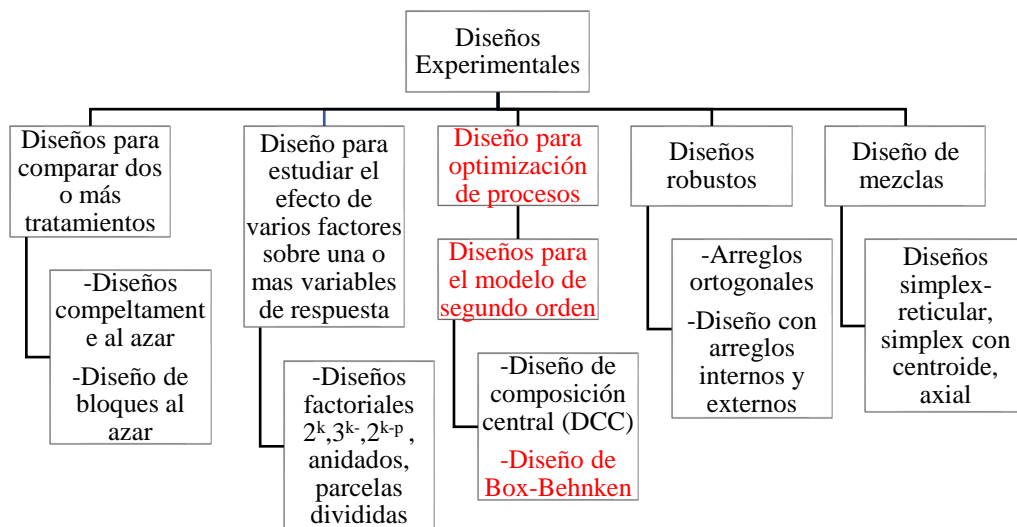 Diseños
Experimentales
Diseños para
comparar dos
o más
tratamientos
-Diseños
compeltament
e al azar
-Diseño de
bloques al
azar
Diseño para
estudiar el
efecto de
varios factores
sobre una o
mas variables
de respuesta
-Diseños
factoriales
2ᵏ,3ᵏ⁻,2ᵏ⁻ᵖ ,
anidados,
parcelas
divididas
Diseño para
optimización
de procesos
Diseños para
el modelo de
segundo orden
-Diseño de
composición
central (DCC)
-Diseño de
Box-Behnken
Diseños
robustos
-Arreglos
ortogonales
-Diseño con
arreglos
internos y
externos
Diseño de
mezclas
Diseños
simplex-
reticular,
simplex con
centroide,
axial